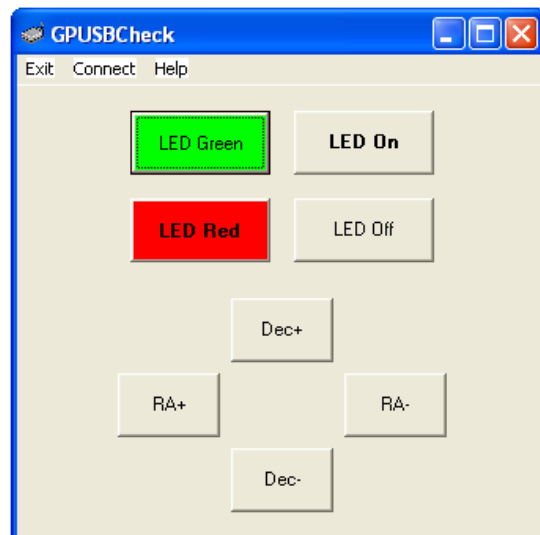 GPUSBCheck
Exit Connect Help
LED Green LED On
LED Red LED Off
Dec+
RA+ RA-
Dec-